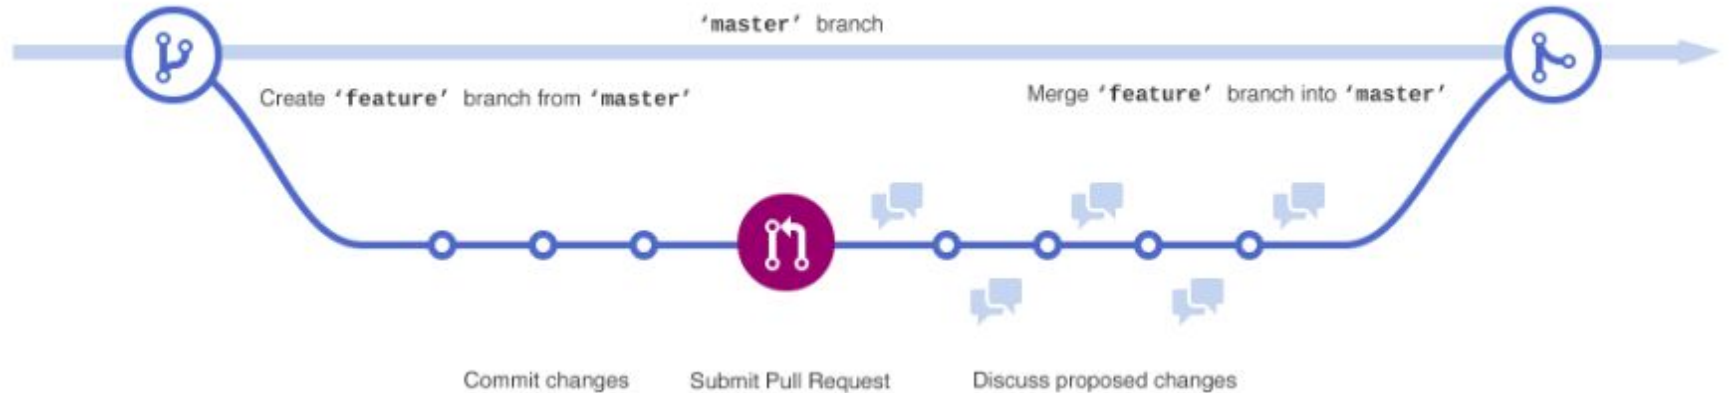 ‘master’ branch
Create ‘feature’ branch from ‘master’
Merge ‘feature’ branch into ‘master’
Commit changes
Submit Pull Request
Discuss proposed changes